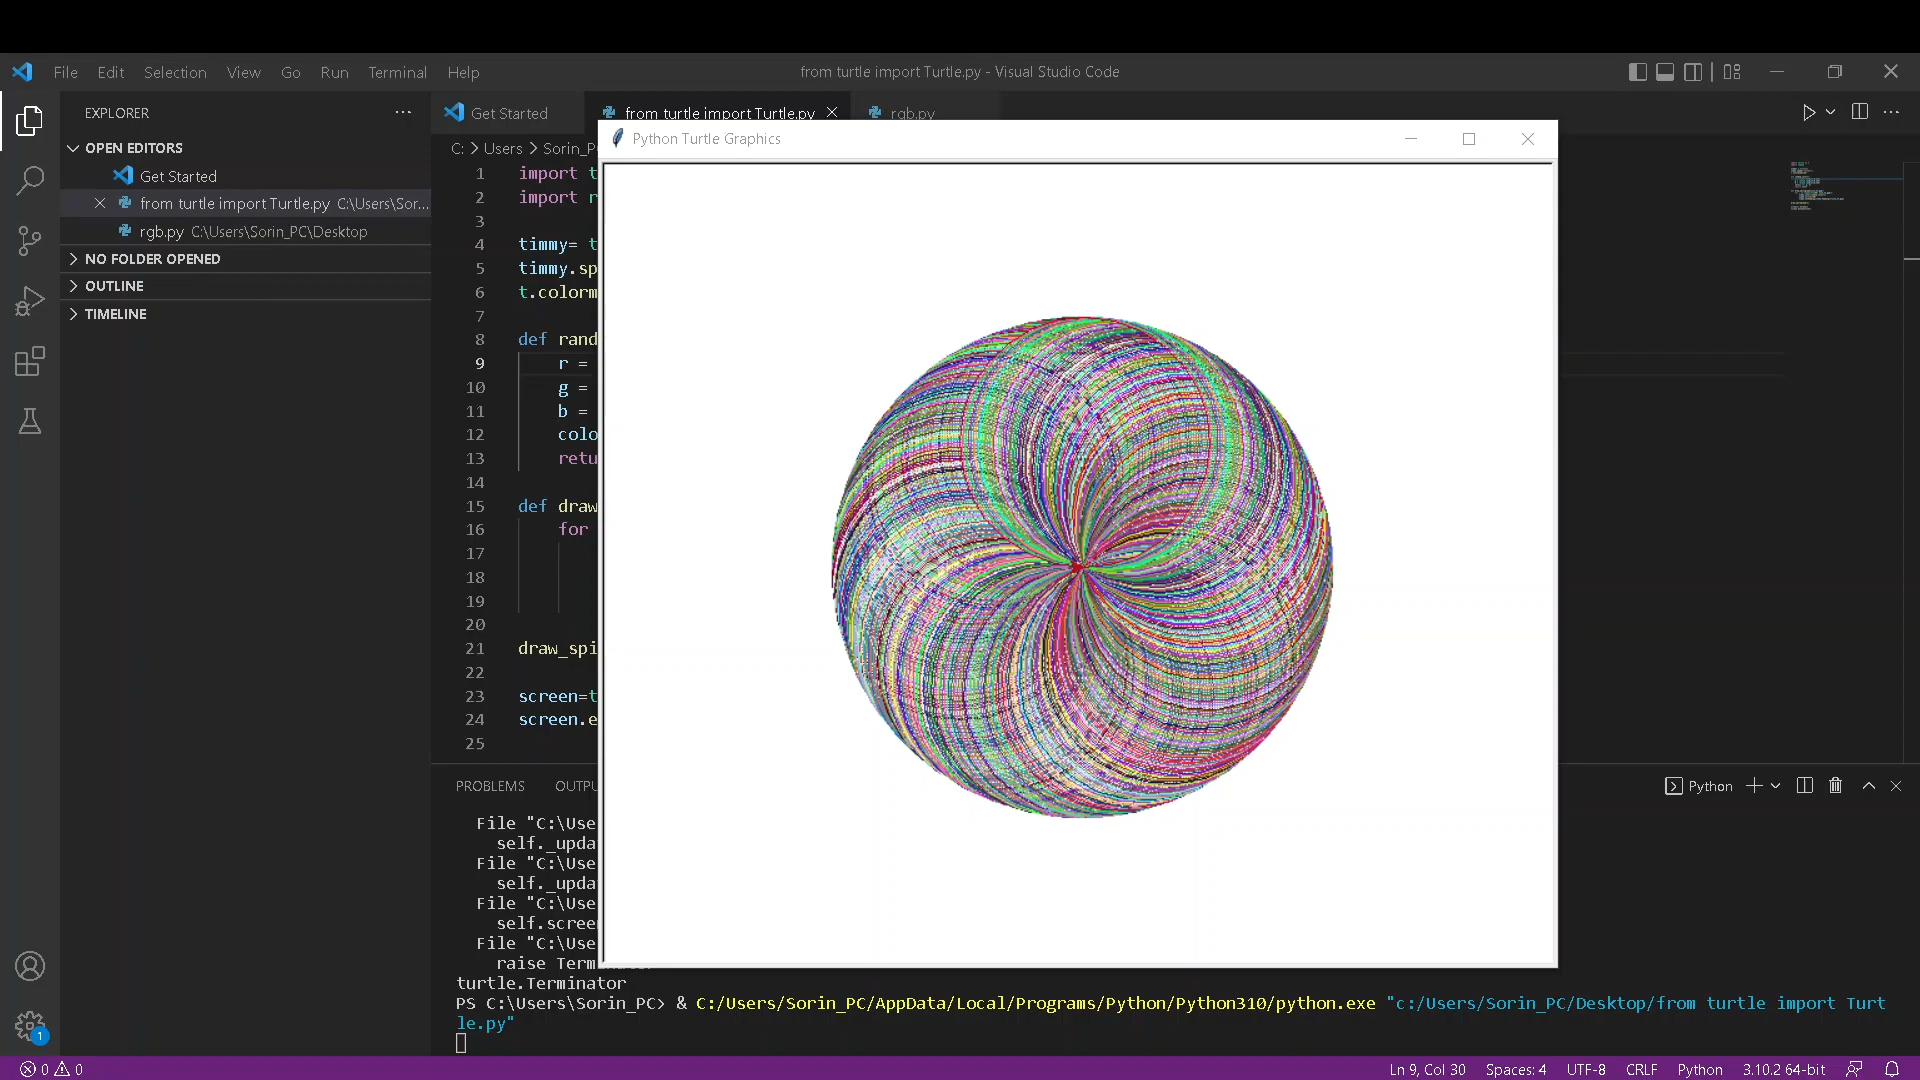 File Edit Selection View Go Run Terminal Help
from turtle import Turtle.py - Visual Studio Code
EXPLORER
OPEN EDITORS
Get Started
from turtle import Turtle.py C:\Users\Sor...
rgb.py C:\Users\Sorin_PC\Desktop
NO FOLDER OPENED
OUTLINE
TIMELINE
Get Started
from turtle import Turtle.py
rgb.py
C: > Users > Sorin_P
Python Turtle Graphics
1 import t
2 import r
3
4 timmy= t
5 timmy.sp
6 t.colorm
7
8 def rand
9 r =
10 g =
11 b =
12 colo
13 retu
14
15 def draw
16 for
17
18
19
20
21 draw_spi
22
23 screen=t
24 screen.e
25
PROBLEMS OUTPU
Python
File "C:\Use
self._upda
File "C:\Use
self._upda
File "C:\Use
self.scree
File "C:\Use
raise Term
turtle.Terminator
PS C:\Users\Sorin_PC> & C:/Users/Sorin_PC/AppData/Local/Programs/Python/Python310/python.exe "c:/Users/Sorin_PC/Desktop/from turtle import Turt
le.py"
1
0 0
Ln 9, Col 30 Spaces: 4 UTF-8 CRLF Python 3.10.2 64-bit